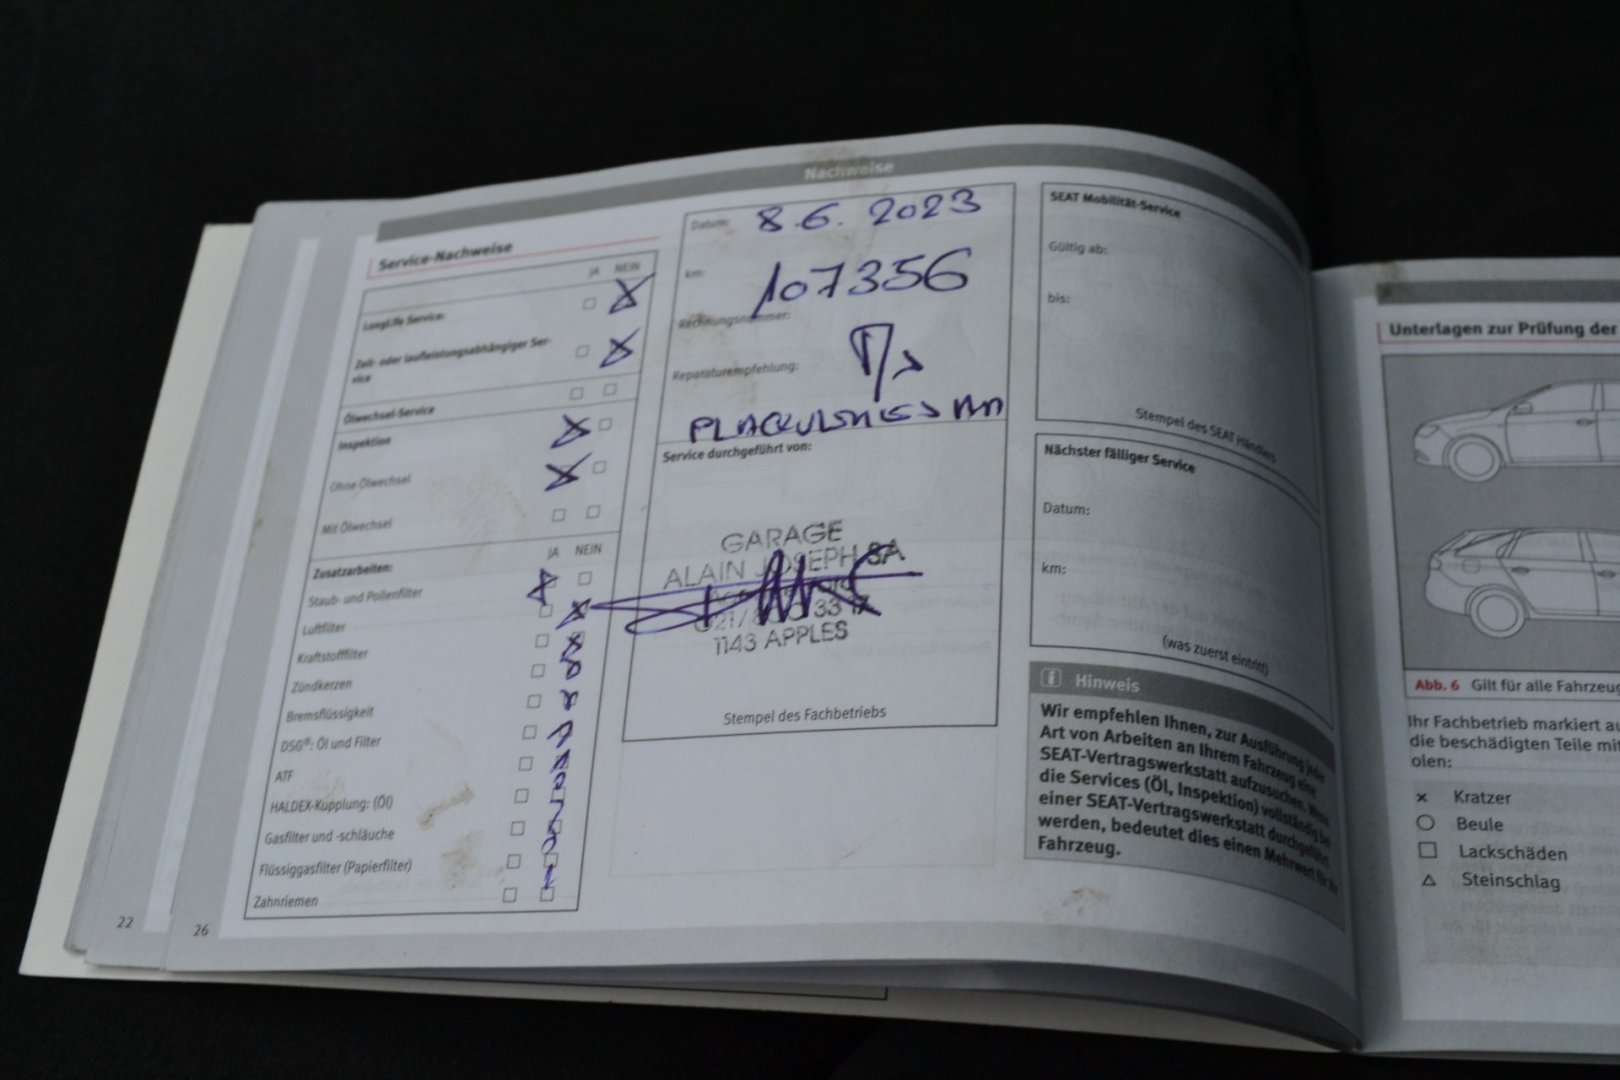 Nachweise
Service-Nachweise
JA NEIN
LongLife Service:
Zeit- oder laufleistungsabhängiger Ser-
vice
Ölwechsel-Service
Inspektion
Ohne Ölwechsel
Mit Ölwechsel
JA NEIN
Zusatzarbeiten:
Staub- und Pollenfilter
Luftfilter
Kraftstofffilter
Zündkerzen
Bremsflüssigkeit
DSG®: Öl und Filter
ATF
HALDEX-Kupplung: (Öl)
Gasfilter und -schläuche
Flüssiggasfilter (Papierfilter)
Zahnriemen
22
26
Datum: 8.6.2023
km: 107356
Rechnungsnummer:
Reparaturempfehlung:
Service durchgeführt von:
GARAGE
ALAIN JOSEPH SA
1143 APPLES
Stempel des Fachbetriebs
SEAT Mobilität-Service
Gültig ab:
bis:
Stempel des SEAT Händlers
Nächster fälliger Service
Datum:
km:
(was zuerst eintritt)
Hinweis
Wir empfehlen Ihnen, zur Ausführung jeder
Art von Arbeiten an Ihrem Fahrzeug eine
SEAT-Vertragswerkstatt aufzusuchen. Wenn
die Services (Öl, Inspektion) vollständig bei
einer SEAT-Vertragswerkstatt durchgeführt
werden, bedeutet dies einen Mehrwert für Ihr
Fahrzeug.
Unterlagen zur Prüfung der
Abb. 6 Gilt für alle Fahrzeug
Ihr Fachbetrieb markiert au
die beschädigten Teile mit
olen:
× Kratzer
○ Beule
□ Lackschäden
△ Steinschlag